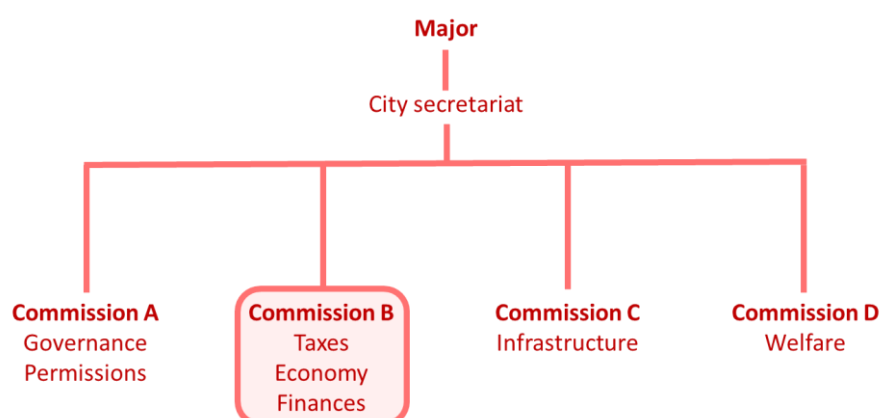 Major
City secretariat
Commission A
Governance
Permissions
Commission B
Taxes
Economy
Finances
Commission C
Infrastructure
Commission D
Welfare